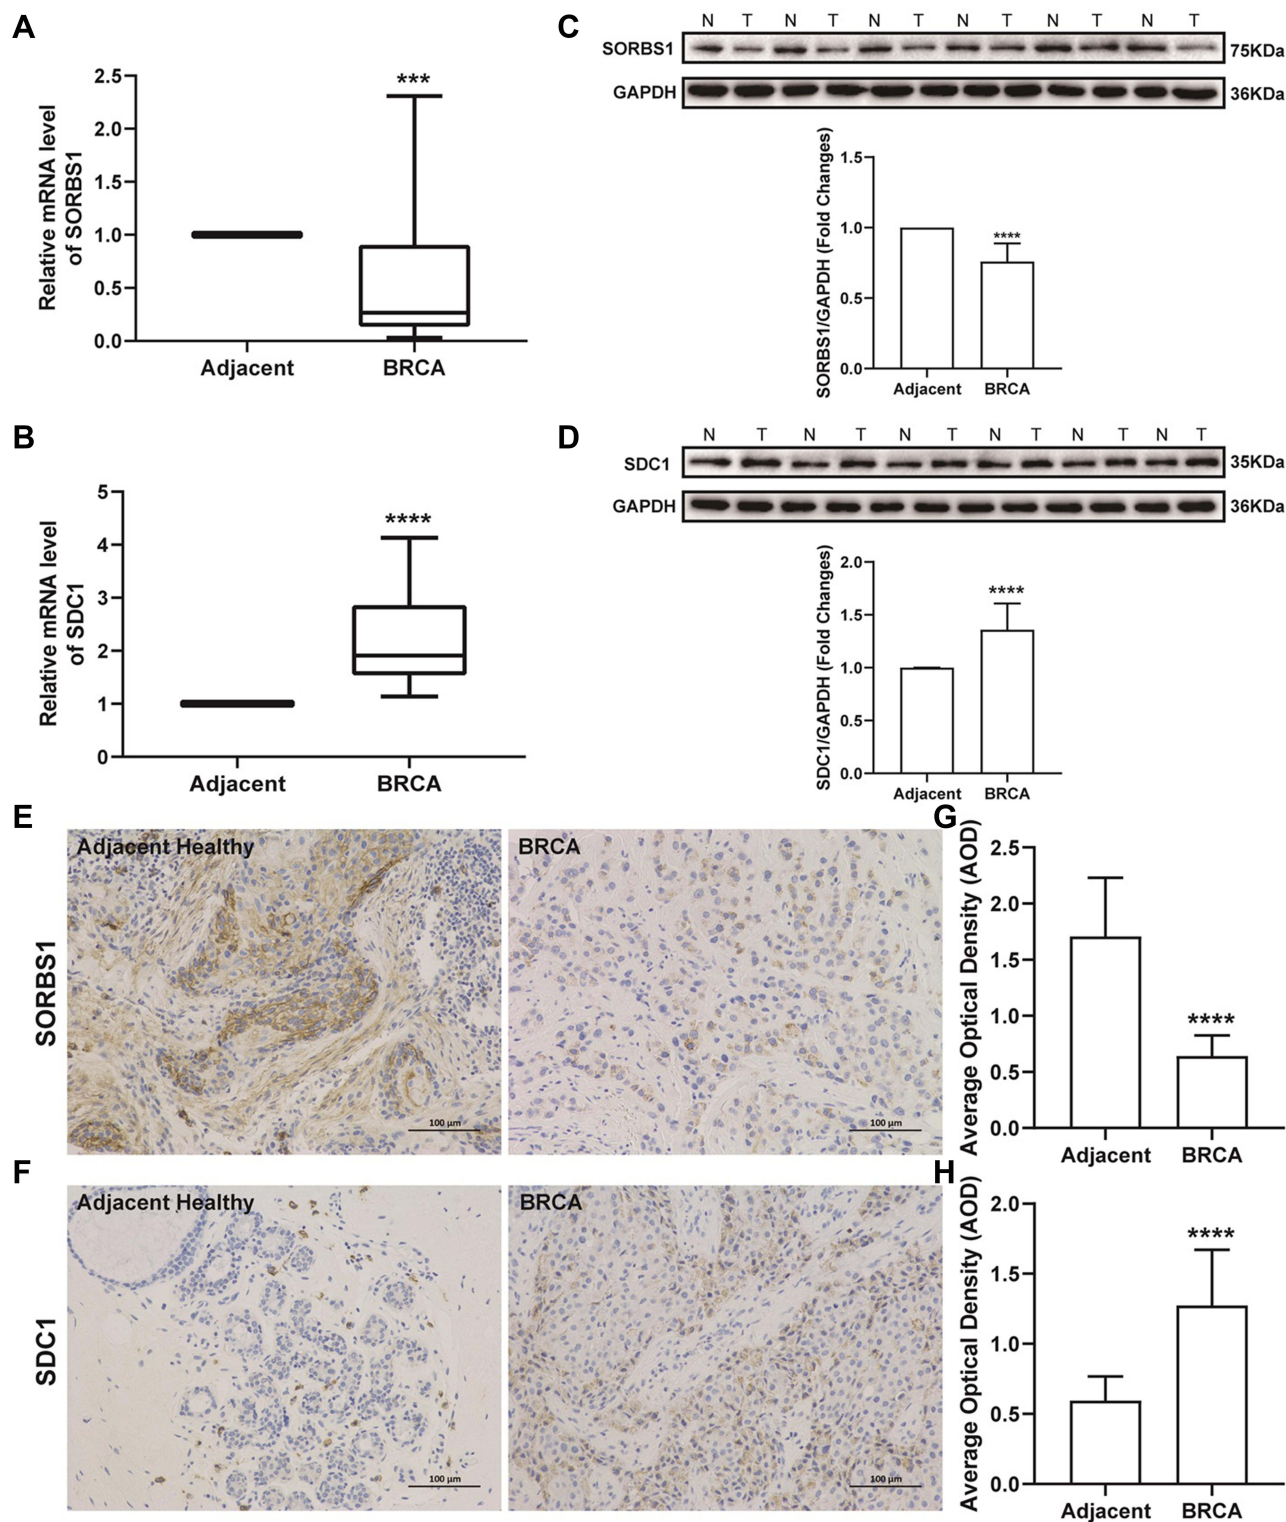 A
Relative mRNA level
of SORBS1
2.5
2.0
1.5
1.0
0.5
0.0
***
Adjacent
BRCA
C
N T N T N T N T N T N T
SORBS1
75KDa
GAPDH
36KDa
SORBS1/GAPDH (Fold Changes)
1.5
1.0
0.5
0.0
****
Adjacent
BRCA
B
Relative mRNA level
of SDC1
5
4
3
2
1
0
****
Adjacent
BRCA
D
N T N T N T N T N T N T
SDC1
35KDa
GAPDH
36KDa
SDC1/GAPDH (Fold Changes)
2.0
1.5
1.0
0.5
0.0
****
Adjacent
BRCA
E
SORBS1
Adjacent Healthy
100 μm
BRCA
100 μm
G
Average Optical Density (AOD)
2.5
2.0
1.5
1.0
0.5
0.0
****
Adjacent
BRCA
F
SDC1
Adjacent Healthy
100 μm
BRCA
100 μm
H
Average Optical Density (AOD)
2.0
1.5
1.0
0.5
0.0
****
Adjacent
BRCA